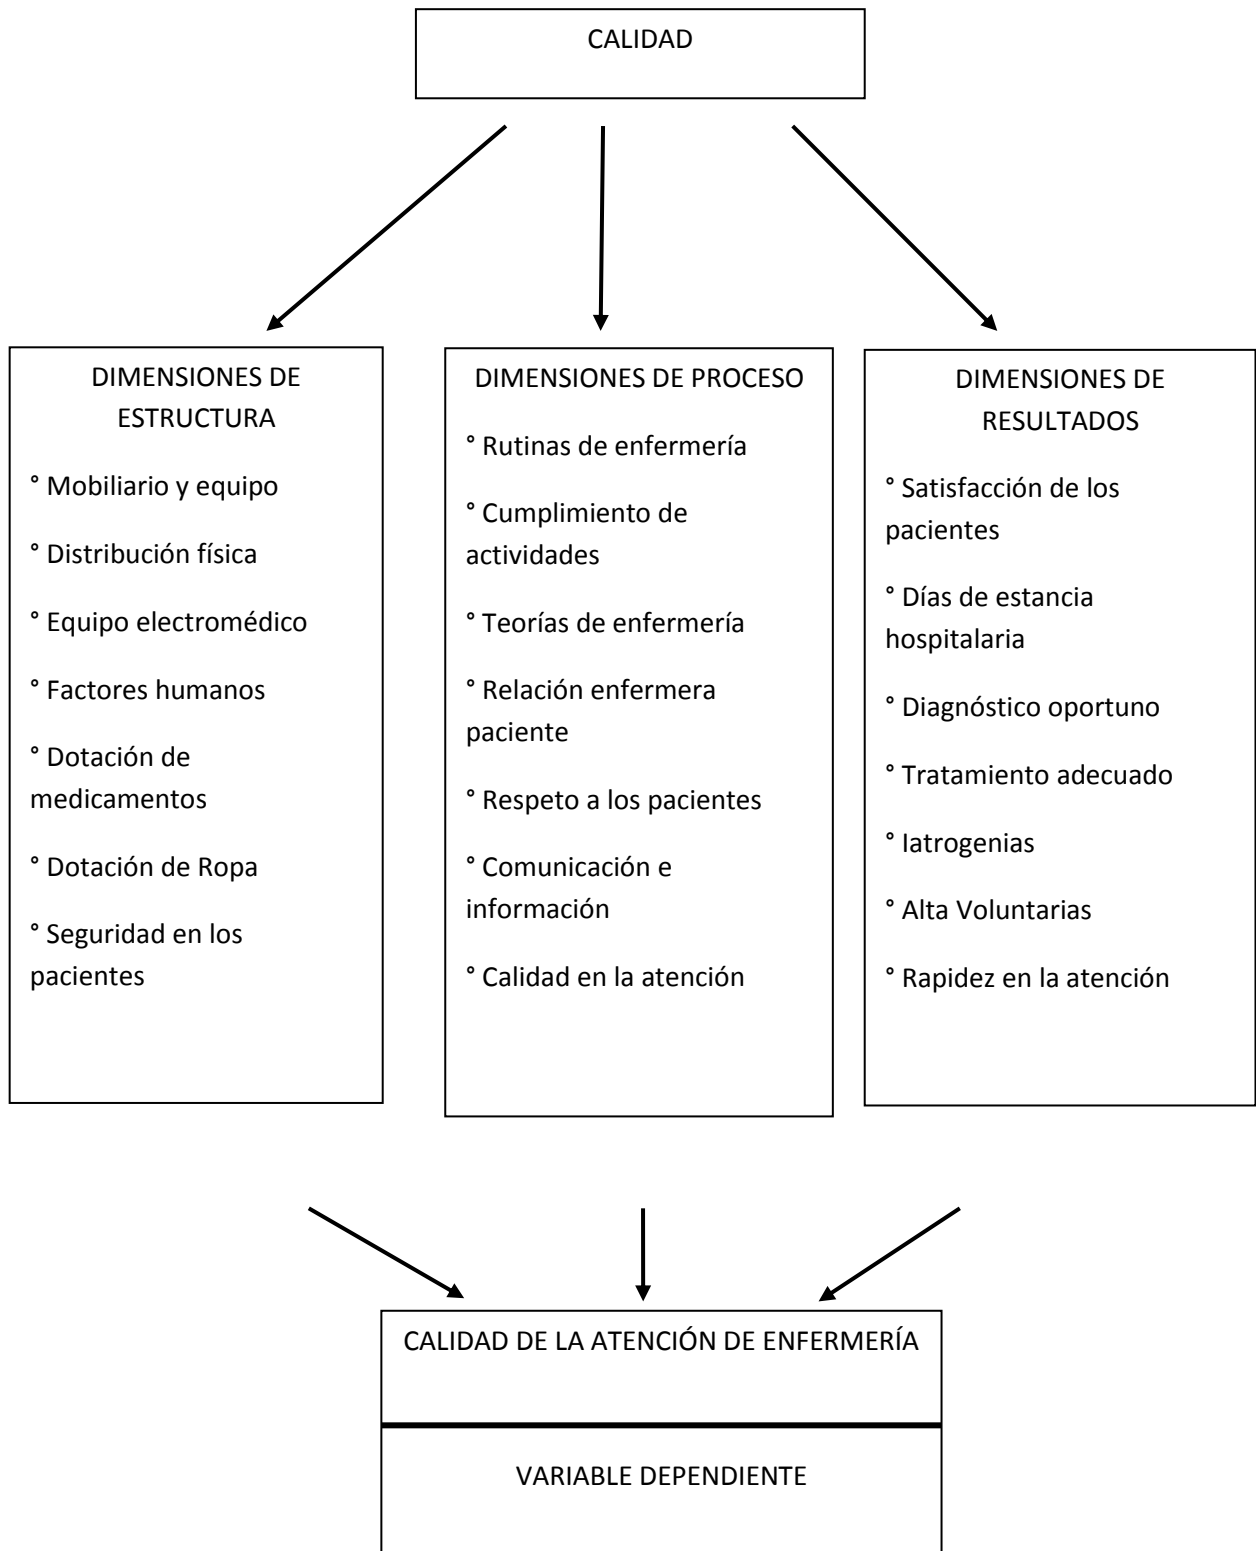 CALIDAD
DIMENSIONES DE
ESTRUCTURA
° Mobiliario y equipo
° Distribución física
° Equipo electromédico
° Factores humanos
° Dotación de
medicamentos
° Dotación de Ropa
° Seguridad en los
pacientes
DIMENSIONES DE PROCESO
° Rutinas de enfermería
° Cumplimiento de
actividades
° Teorías de enfermería
° Relación enfermera
paciente
° Respeto a los pacientes
° Comunicación e
información
° Calidad en la atención
DIMENSIONES DE
RESULTADOS
° Satisfacción de los
pacientes
° Días de estancia
hospitalaria
° Diagnóstico oportuno
° Tratamiento adecuado
° Iatrogenias
° Alta Voluntarias
° Rapidez en la atención
CALIDAD DE LA ATENCIÓN DE ENFERMERÍA
VARIABLE DEPENDIENTE